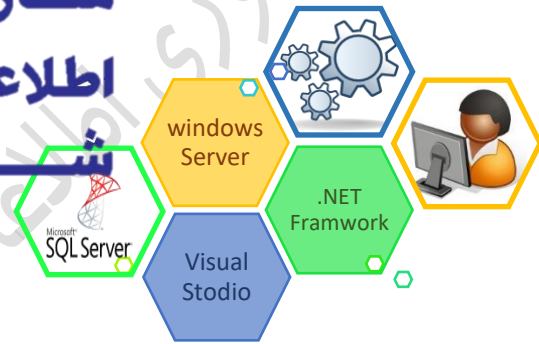 اطلاع
windows
Server
.NET
Framwork
Microsoft
SQL Server
Visual
Stodio